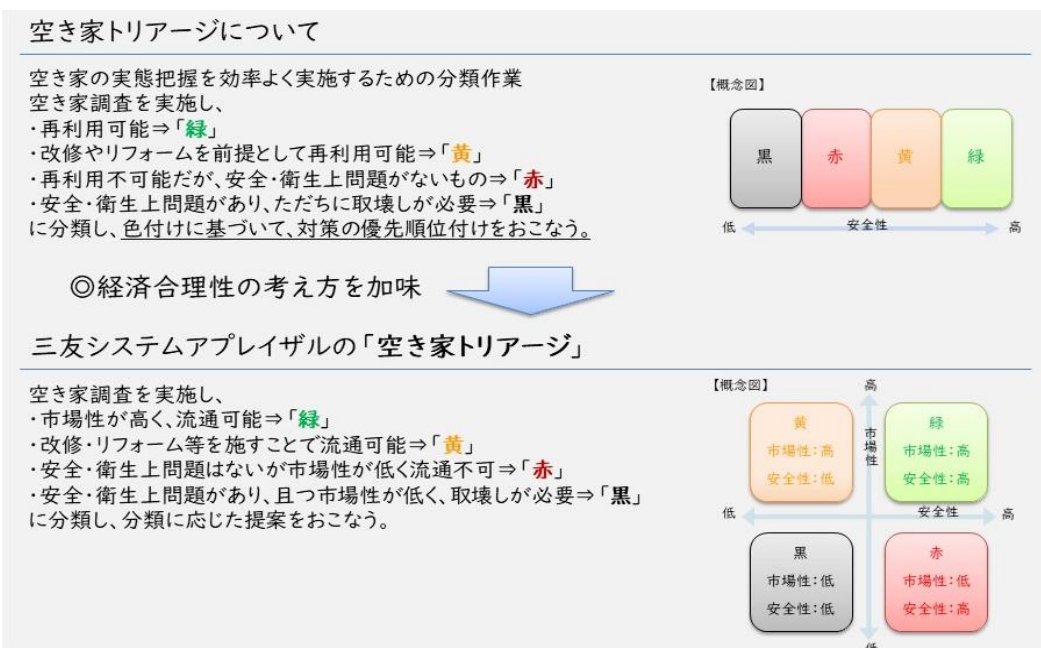 空き家トリアージについて
空き家の実態把握を効率よく実施するための分類作業
空き家調査を実施し、
・再利用可能⇒「緑」
・改修やリフォームを前提として再利用可能⇒「黄」
・再利用不可能だが、安全・衛生上問題がないもの⇒「赤」
・安全・衛生上問題があり、ただちに取壊しが必要⇒「黒」
に分類し、色付けに基づいて、対策の優先順位付けをおこなう。
【概念図】
黒 赤 黄 緑
低 安全性 高
◎経済合理性の考え方を加味
三友システムアプレイザルの「空き家トリアージ」
空き家調査を実施し、
・市場性が高く、流通可能⇒「緑」
・改修・リフォーム等を施すことで流通可能⇒「黄」
・安全・衛生上問題はないが市場性が低く流通不可⇒「赤」
・安全・衛生上問題があり、且つ市場性が低く、取壊しが必要⇒「黒」
に分類し、分類に応じた提案をおこなう。
【概念図】
高
市場性
黄
市場性:高
安全性:低
緑
市場性:高
安全性:高
低 安全性 高
黒
市場性:低
安全性:低
赤
市場性:低
安全性:高
低